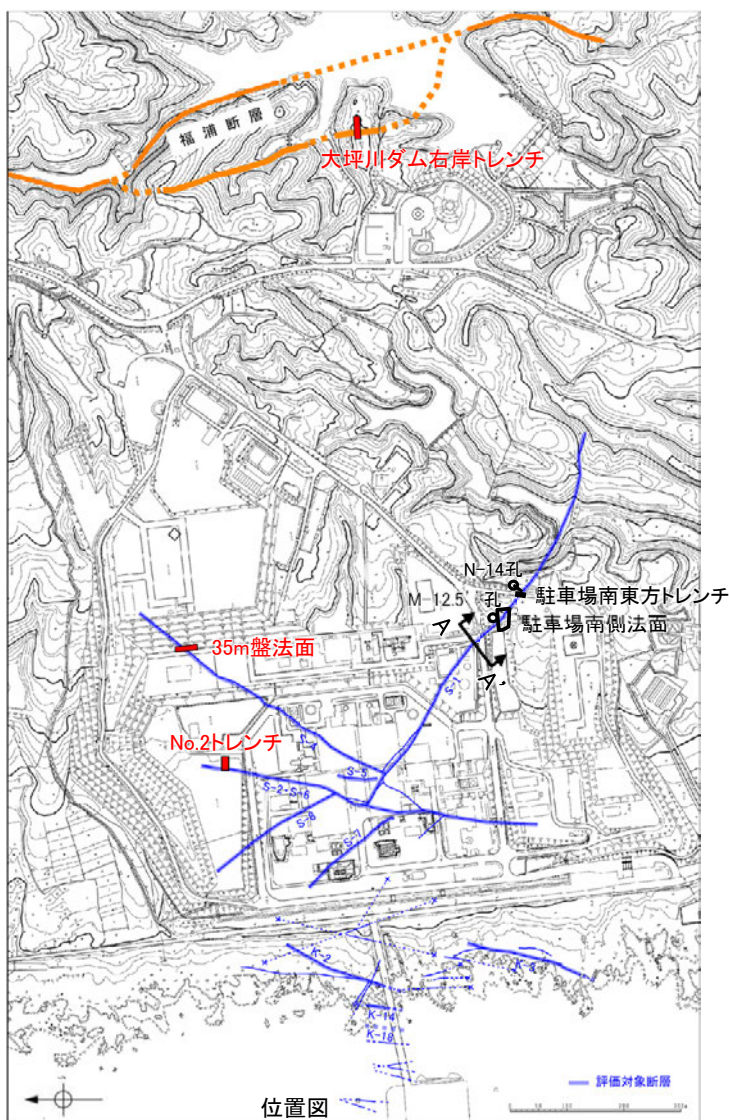 福浦断層
大坪川ダム右岸トレンチ
N-14孔
M-12.5'孔
駐車場南東方トレンチ
駐車場南側法面
A
A'
35m盤法面
S-1
No.2トレンチ
S-4
S-5
S-2・S-6
S-8
S-7
K-2
K-14
K-18
評価対象断層
位置図